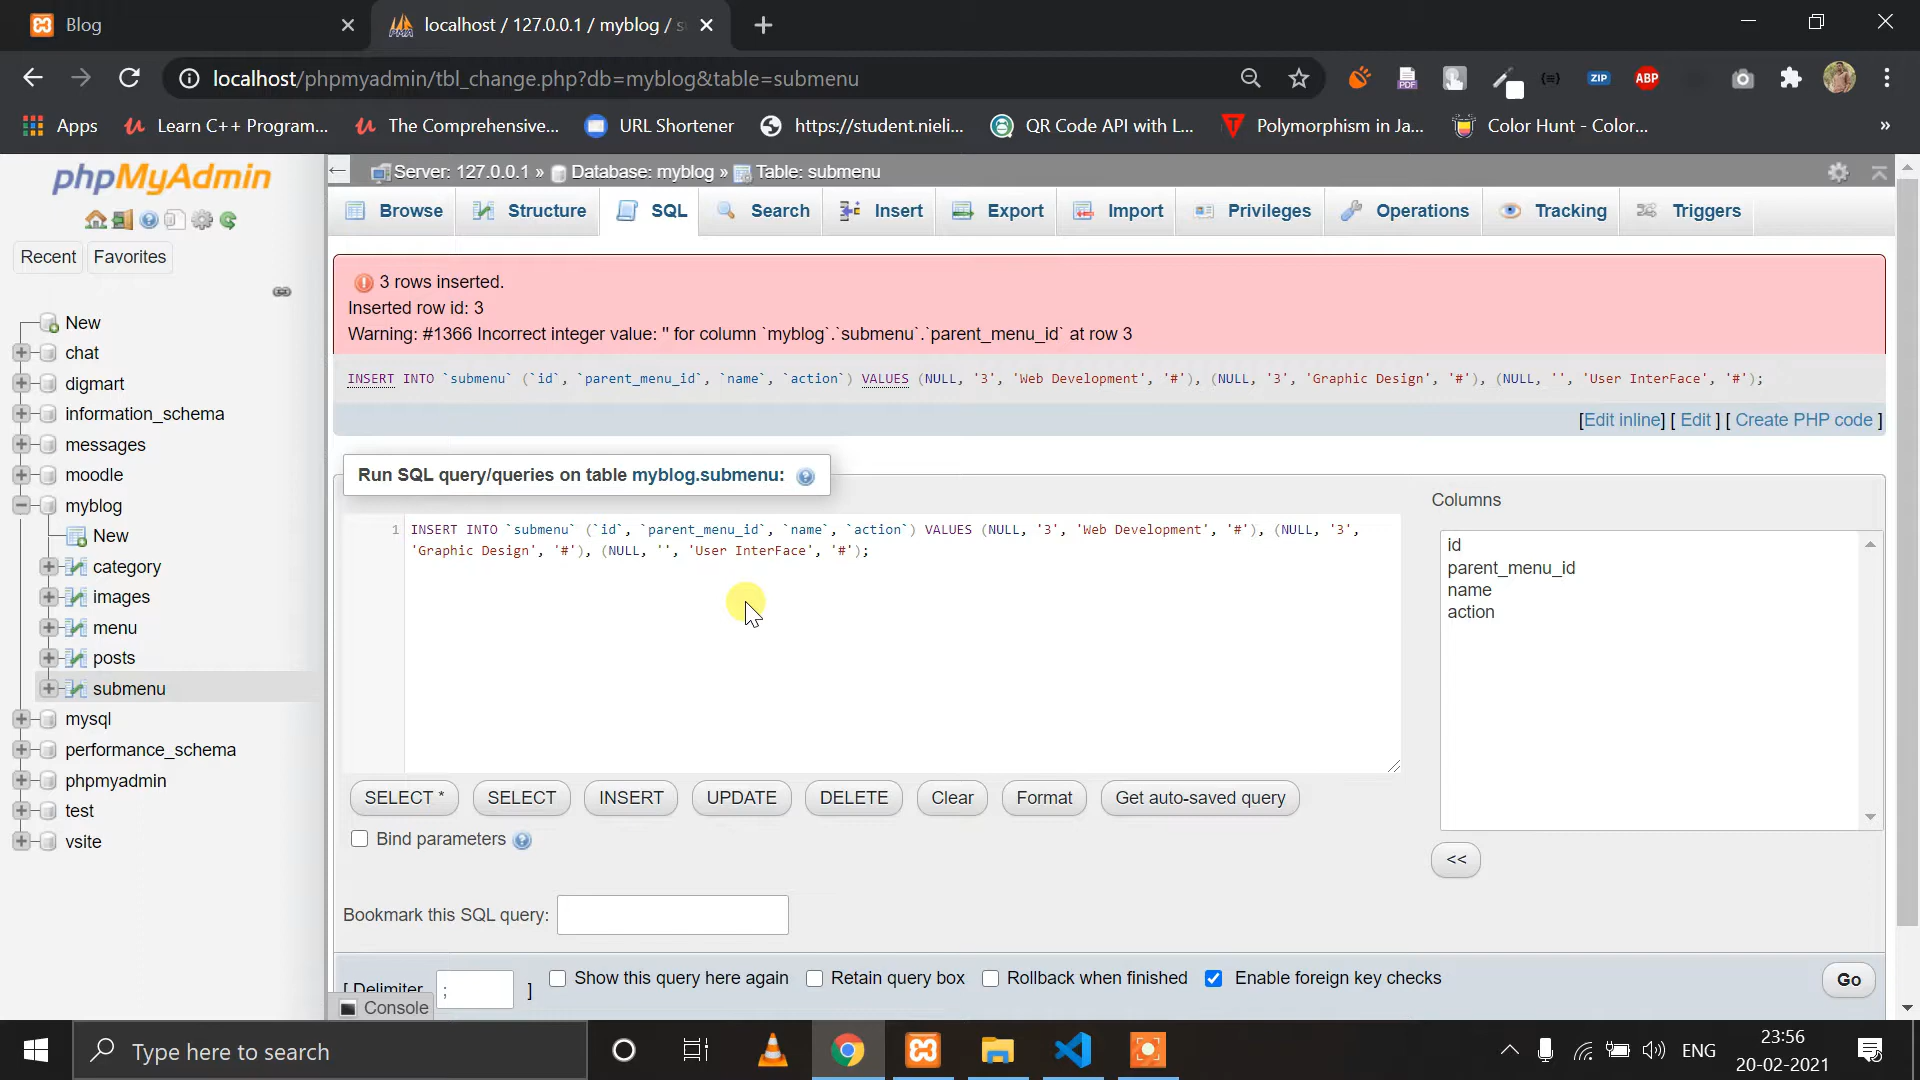 Blog
localhost / 127.0.0.1 / myblog / s
localhost/phpmyadmin/tbl_change.php?db=myblog&table=submenu
PDF
ZIP
ABP
Apps
Learn C++ Program...
The Comprehensive...
URL Shortener
https://student.nieli...
QR Code API with L...
Polymorphism in Ja...
Color Hunt - Color...
»
phpMyAdmin
Recent
Favorites
New
chat
digmart
information_schema
messages
moodle
myblog
New
category
images
menu
posts
submenu
mysql
performance_schema
phpmyadmin
test
vsite
Server: 127.0.0.1 » Database: myblog » Table: submenu
Browse
Structure
SQL
Search
Insert
Export
Import
Privileges
Operations
Tracking
Triggers
3 rows inserted.
Inserted row id: 3
Warning: #1366 Incorrect integer value: '' for column `myblog`.`submenu`.`parent_menu_id` at row 3
INSERT INTO `submenu` (`id`, `parent_menu_id`, `name`, `action`) VALUES (NULL, '3', 'Web Development', '#'), (NULL, '3', 'Graphic Design', '#'), (NULL, '', 'User InterFace', '#');
[Edit inline] [ Edit ] [ Create PHP code ]
Run SQL query/queries on table myblog.submenu:
1 INSERT INTO `submenu` (`id`, `parent_menu_id`, `name`, `action`) VALUES (NULL, '3', 'Web Development', '#'), (NULL, '3',
'Graphic Design', '#'), (NULL, '', 'User InterFace', '#');
Columns
id
parent_menu_id
name
action
<<
SELECT *
SELECT
INSERT
UPDATE
DELETE
Clear
Format
Get auto-saved query
Bind parameters
Bookmark this SQL query:
[ Delimiter ; ]
Show this query here again
Retain query box
Rollback when finished
Enable foreign key checks
Go
Console
Type here to search
ENG
23:56
20-02-2021